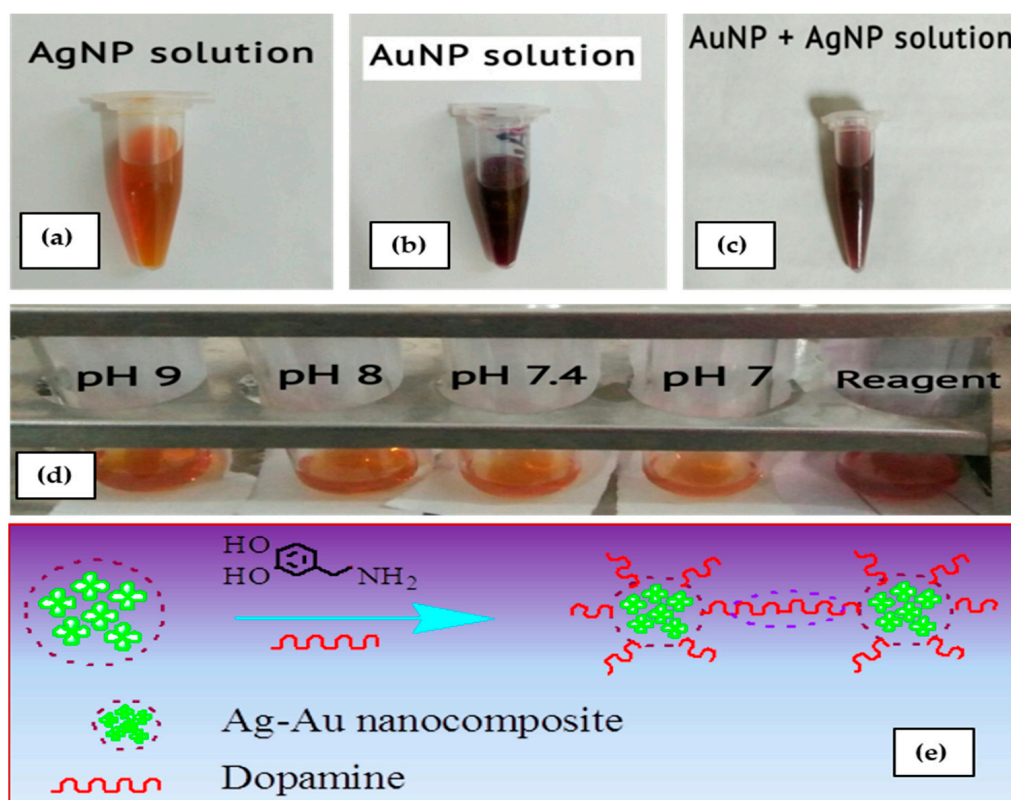 AgNP solution
AuNP solution
AuNP + AgNP solution
(a)
(b)
(c)
pH 9
pH 8
pH 7.4
pH 7
Reagent
(d)
HO
HO
NH₂
Ag-Au nanocomposite
Dopamine
(e)